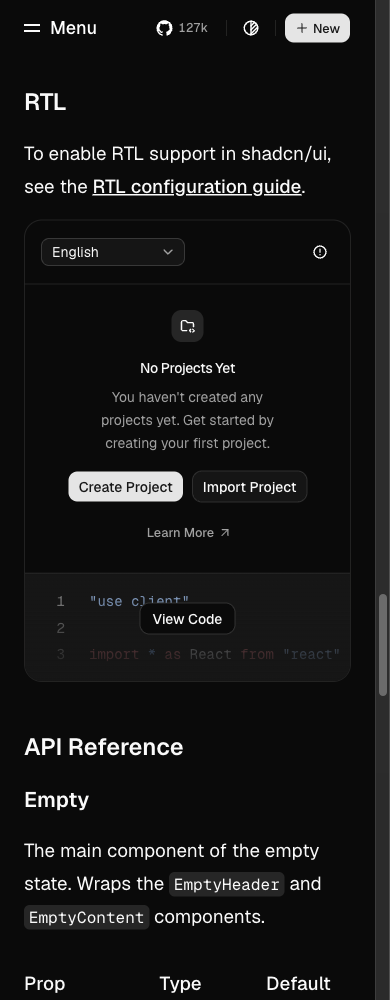 Menu
127k
New
RTL
To enable RTL support in shadcn/ui,
see the RTL configuration guide.
English
No Projects Yet
You haven't created any
projects yet. Get started by
creating your first project.
Create Project
Import Project
Learn More
1 "use client"
View Code
2
3 import * as React from "react"
API Reference
Empty
The main component of the empty
state. Wraps the EmptyHeader and
EmptyContent components.
Prop Type Default